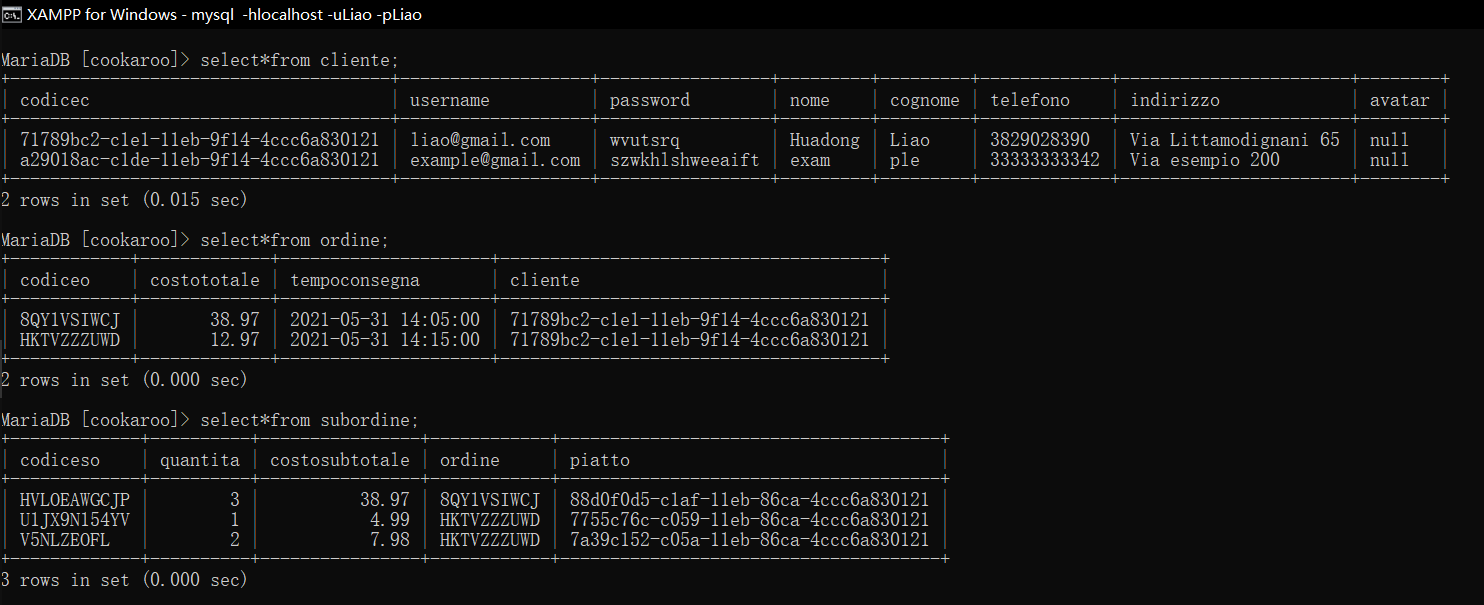 XAMPP for Windows - mysql -hlocalhost -uLiao -pLiao
MariaDB [cookaroo]> select*from cliente;
| codicec | username | password | nome | cognome | telefono | indirizzo | avatar |
| 71789bc2-c1e1-11eb-9f14-4ccc6a830121 | liao@gmail.com | wvutsrq | Huadong | Liao | 3829028390 | Via Littamodignani 65 | null |
| a29018ac-c1de-11eb-9f14-4ccc6a830121 | example@gmail.com | szwkhlshweeaift | exam | ple | 33333333342 | Via esempio 200 | null |
2 rows in set (0.015 sec)
MariaDB [cookaroo]> select*from ordine;
| codiceo | costototale | tempoconsegna | cliente |
| 8QY1VSIWCJ | 38.97 | 2021-05-31 14:05:00 | 71789bc2-c1e1-11eb-9f14-4ccc6a830121 |
| HKTVZZZUWD | 12.97 | 2021-05-31 14:15:00 | 71789bc2-c1e1-11eb-9f14-4ccc6a830121 |
2 rows in set (0.000 sec)
MariaDB [cookaroo]> select*from subordine;
| codiceso | quantita | costosubtotale | ordine | piatto |
| HVLOEAWGCJP | 3 | 38.97 | 8QY1VSIWCJ | 88d0f0d5-c1af-11eb-86ca-4ccc6a830121 |
| U1JX9N154YV | 1 | 4.99 | HKTVZZZUWD | 7755c76c-c059-11eb-86ca-4ccc6a830121 |
| V5NLZEOFL | 2 | 7.98 | HKTVZZZUWD | 7a39c152-c05a-11eb-86ca-4ccc6a830121 |
3 rows in set (0.000 sec)